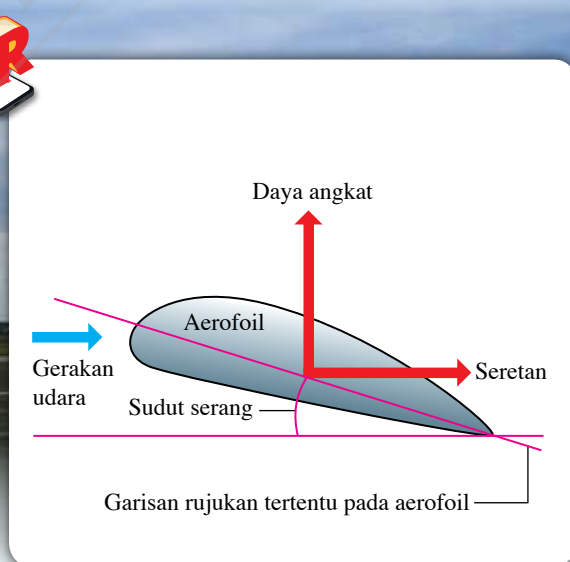 R
Daya angkat
Aerofoil
Gerakan
udara
Seretan
Sudut serang
Garisan rujukan tertentu pada aerofoil